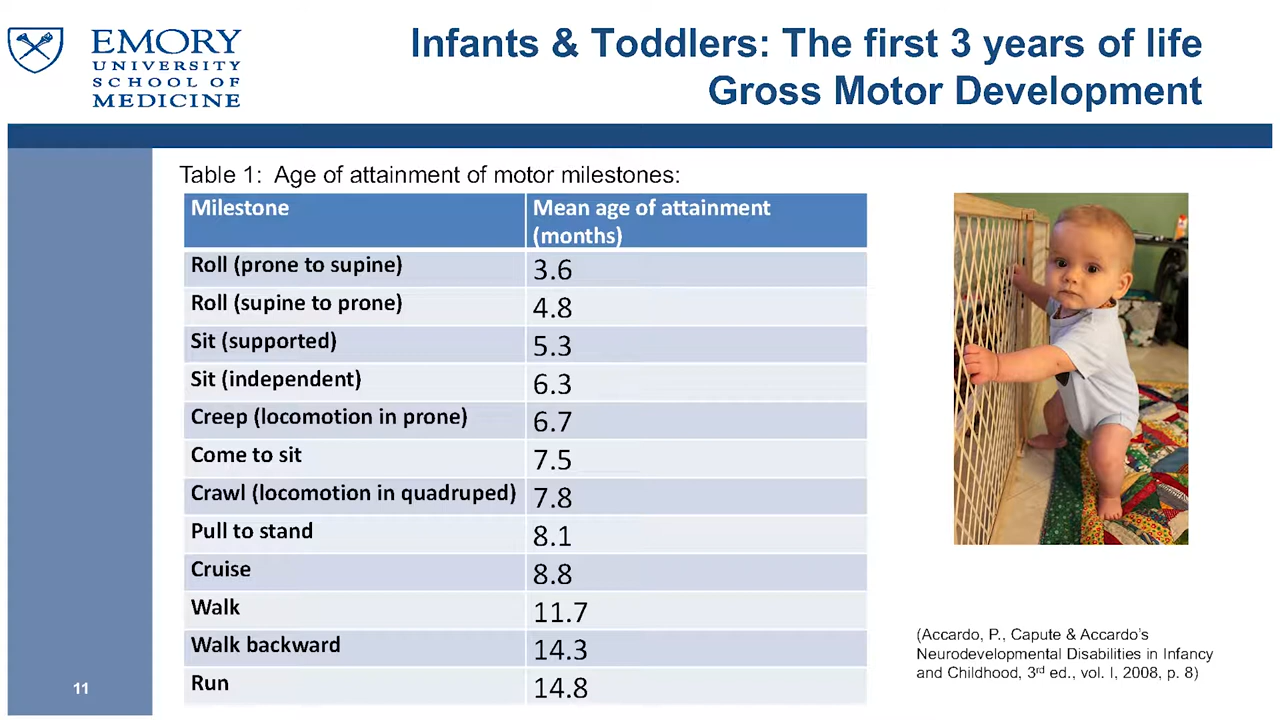 EMORY
UNIVERSITY
SCHOOL OF
MEDICINE
Infants & Toddlers: The first 3 years of life
Gross Motor Development
Table 1: Age of attainment of motor milestones:
Milestone Mean age of attainment
(months)
Roll (prone to supine) 3.6
Roll (supine to prone) 4.8
Sit (supported) 5.3
Sit (independent) 6.3
Creep (locomotion in prone) 6.7
Come to sit 7.5
Crawl (locomotion in quadruped) 7.8
Pull to stand 8.1
Cruise 8.8
Walk 11.7
Walk backward 14.3
Run 14.8
(Accardo, P., Capute & Accardo's
Neurodevelopmental Disabilities in Infancy
and Childhood, 3rd ed., vol. I, 2008, p. 8)
11